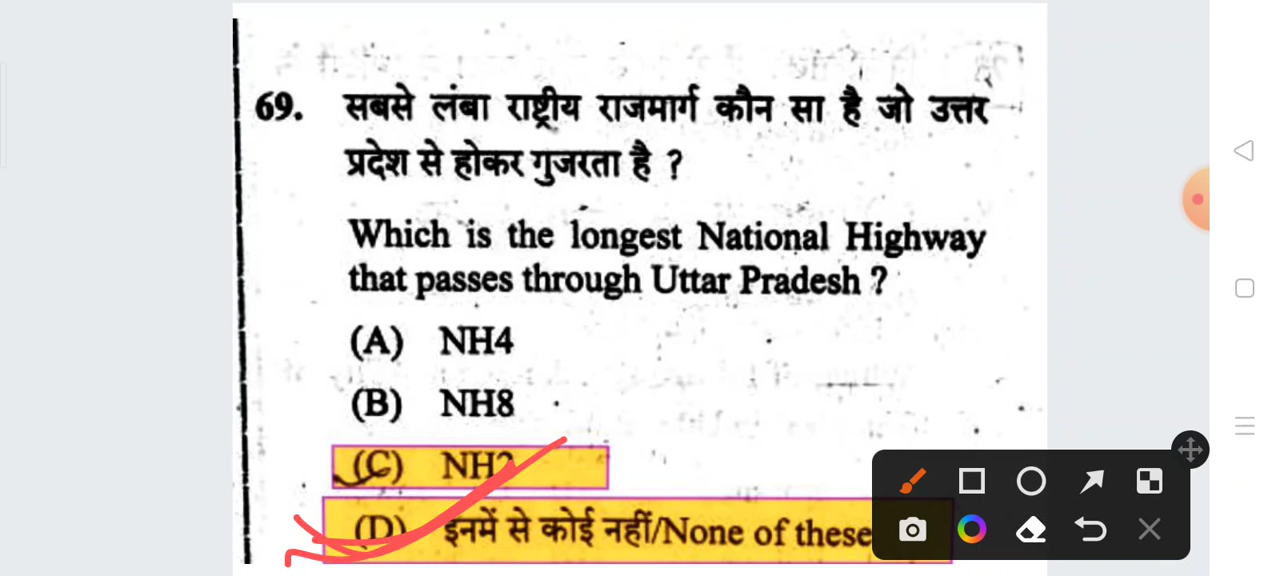 69. सबसे लंबा राष्ट्रीय राजमार्ग कौन सा है जो उत्तर
प्रदेश से होकर गुजरता है ?
Which is the longest National Highway
that passes through Uttar Pradesh ?
(A) NH4
(B) NH8
(C) NH2
(D) इनमें से कोई नहीं/None of these